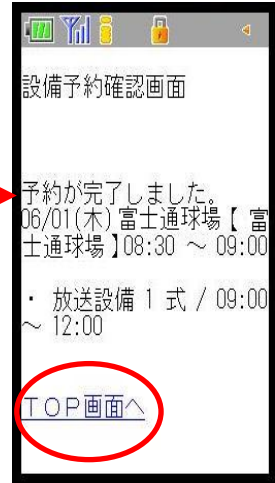 設備予約確認画面
予約が完了しました。
06/01(木)富士通球場【 富
士通球場】08:30 ～ 09:00
・ 放送設備 1 式 / 09:00
～ 12:00
ＴＯＰ画面へ